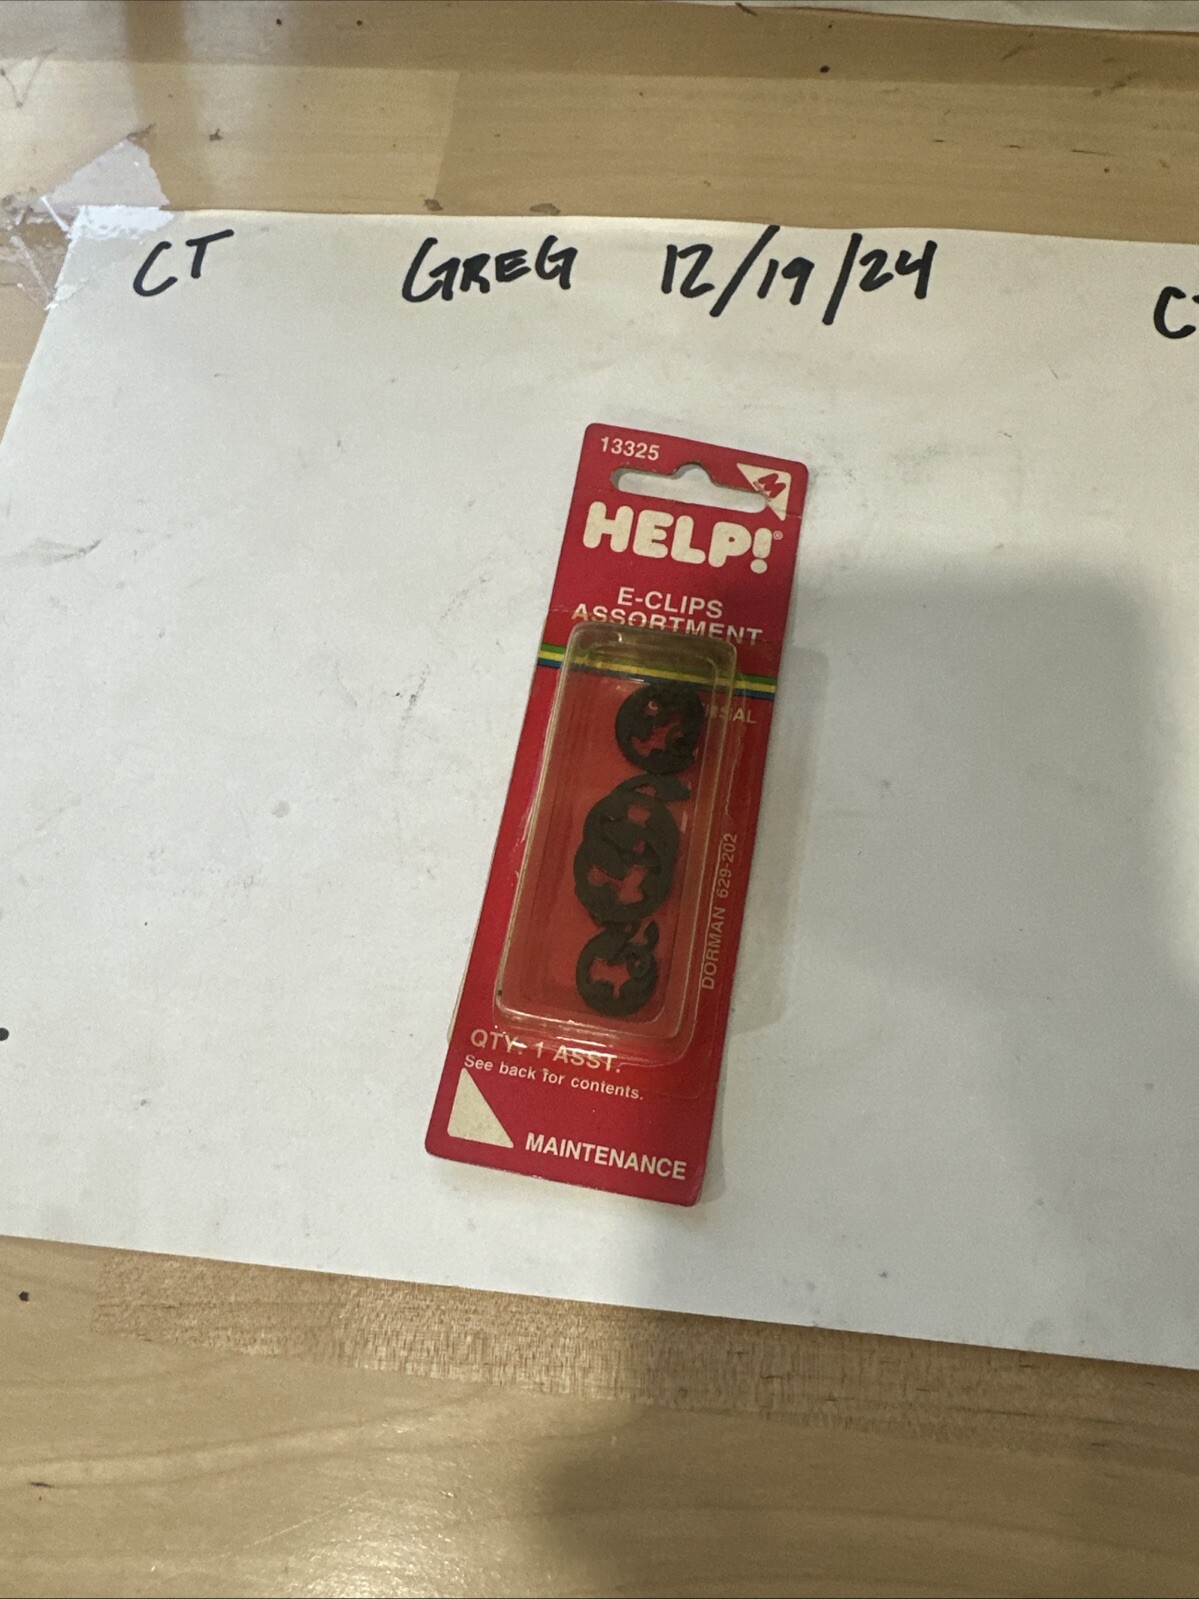 CT GREG 12/19/24
13325
HELP!®
E-CLIPS
ASSORTMENT
DORMAN 629-202
QTY: 1 ASST.
See back for contents.
MAINTENANCE